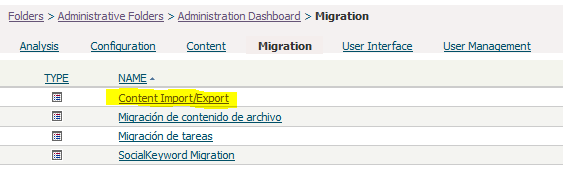 Folders > Administrative Folders > Administration Dashboard > Migration
Analysis Configuration Content Migration User Interface User Management
TYPE NAME
Content Import/Export
Migración de contenido de archivo
Migración de tareas
SocialKeyword Migration